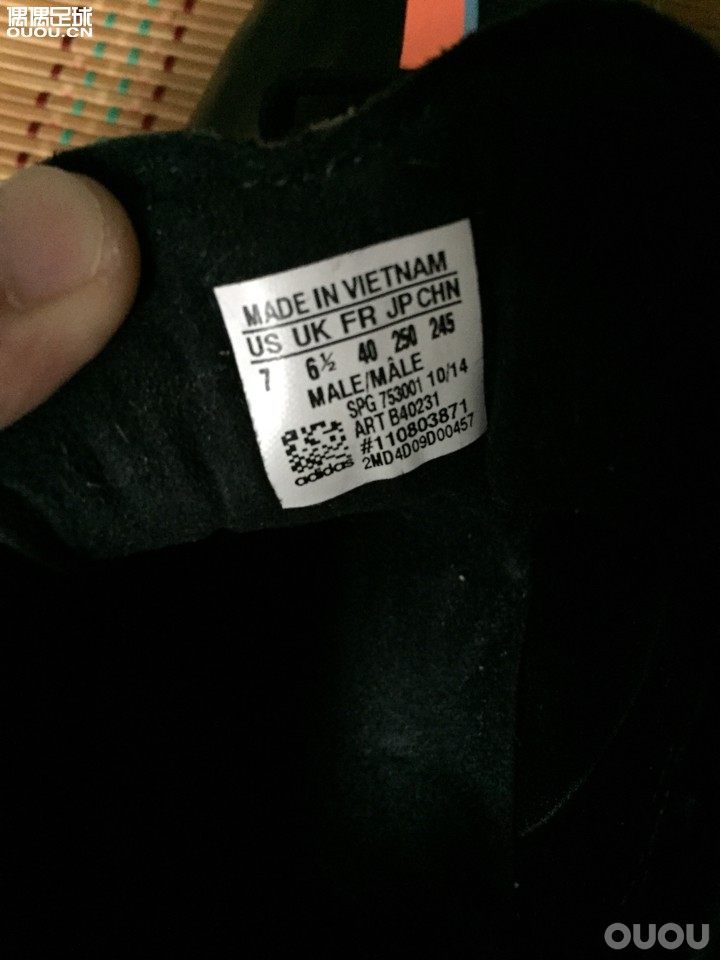 偶偶足球
OUOU.CN
MADE IN VIETNAM
US UK FR JP CHN
7 6½ 40 250 245
MALE/MÂLE
SPG 753001 10/14
ART B40231
#110803871
adidas 2MD4D09D00457
OUOU